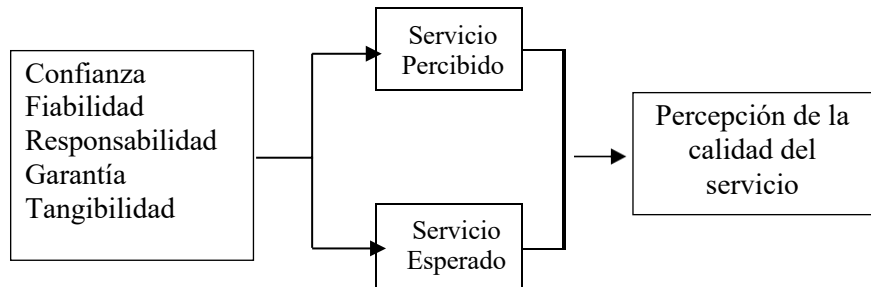 Confianza
Fiabilidad
Responsabilidad
Garantía
Tangibilidad
Servicio
Percibido
Servicio
Esperado
Percepción de la
calidad del
servicio